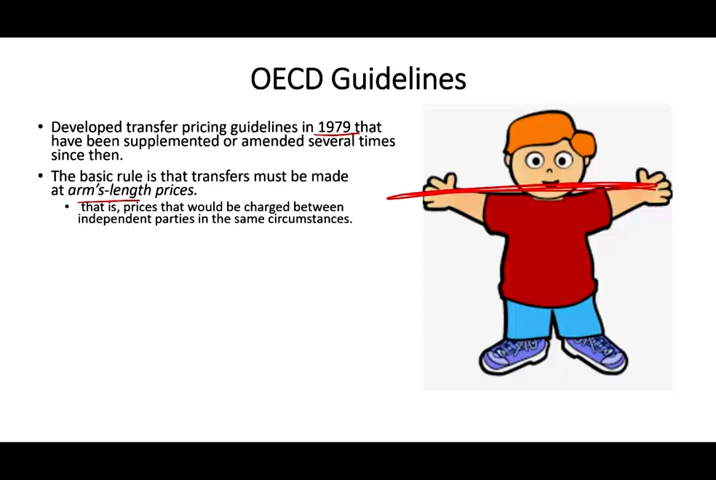 OECD Guidelines
• Developed transfer pricing guidelines in 1979 that
have been supplemented or amended several times
since then.
• The basic rule is that transfers must be made
at arm's-length prices.
• that is, prices that would be charged between
independent parties in the same circumstances.